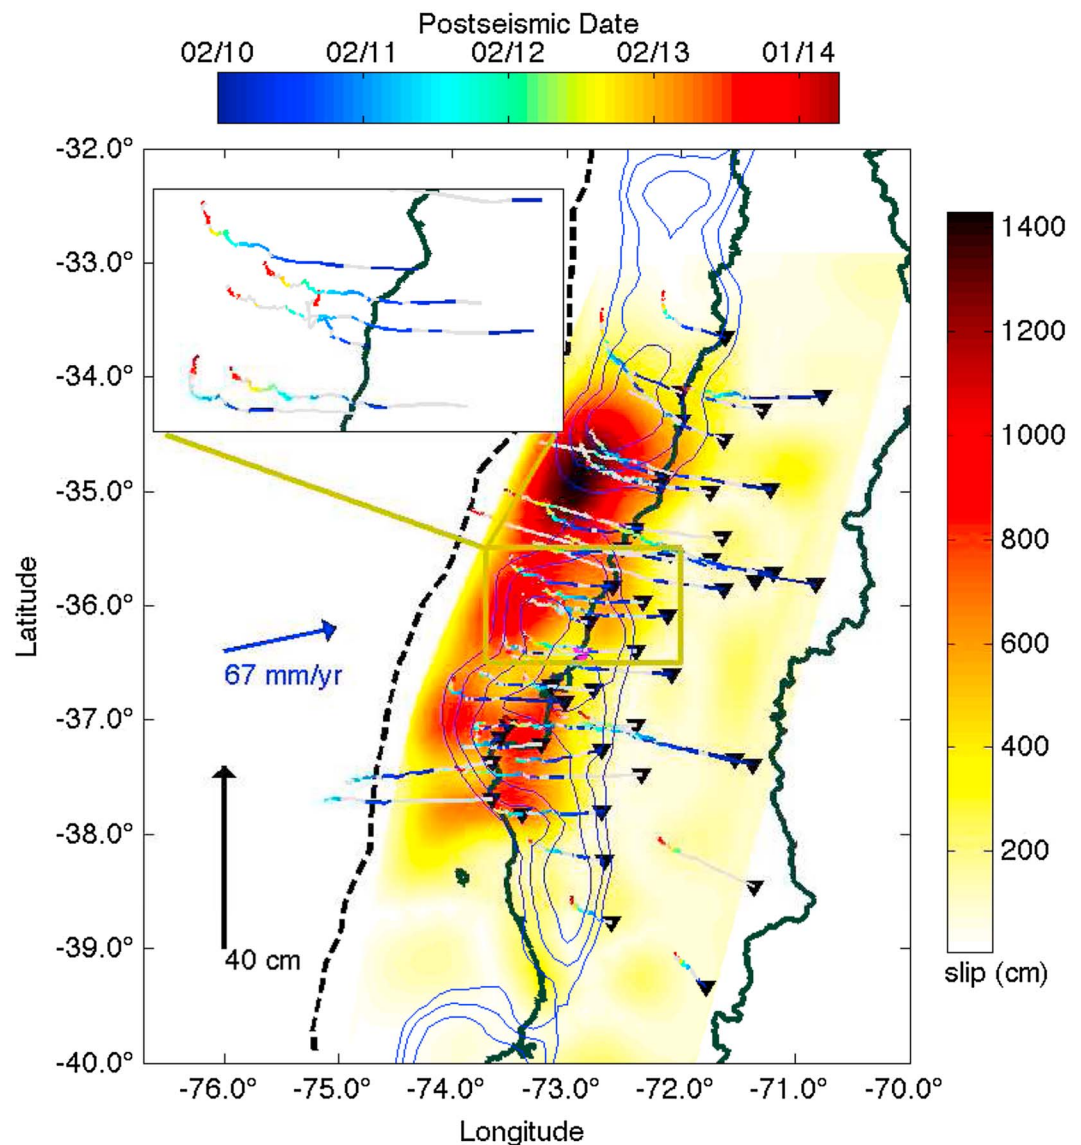 Postseismic Date
02/10 02/11 02/12 02/13 01/14
-32.0°
-33.0°
-34.0°
-35.0°
-36.0°
-37.0°
-38.0°
-39.0°
-40.0°
Latitude
67 mm/yr
40 cm
1400
1200
1000
800
600
400
200
slip (cm)
-76.0° -75.0° -74.0° -73.0° -72.0° -71.0° -70.0°
Longitude